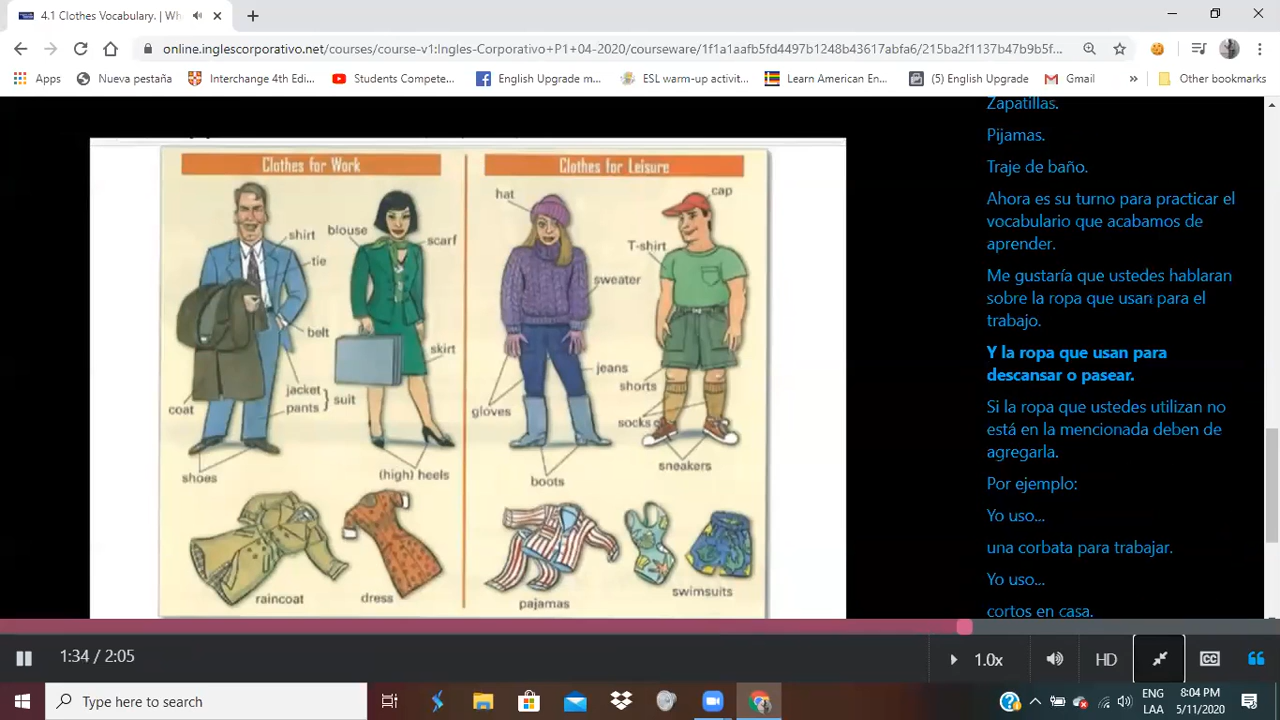 4.1 Clothes Vocabulary. | Wh
online.inglescorporativo.net/courses/course-v1:Ingles-Corporativo+P1+04-2020/courseware/1f1a1aafb5fd4497b1248b43617abfa6/215ba2f1137b47b9b5f...
Apps
Nueva pestaña
Interchange 4th Edi...
Students Compete...
English Upgrade m...
ESL warm-up activit...
Learn American En...
(5) English Upgrade
Gmail
»
Other bookmarks
Clothes for Work
shirt
blouse
scarf
tie
belt
skirt
jacket
pants
suit
coat
shoes
(high) heels
raincoat
dress
Clothes for Leisure
hat
cap
T-shirt
sweater
jeans
shorts
gloves
socks
sneakers
boots
pajamas
swimsuits
Zapatillas.
Pijamas.
Traje de baño.
Ahora es su turno para practicar el
vocabulario que acabamos de
aprender.
Me gustaría que ustedes hablaran
sobre la ropa que usan para el
trabajo.
Y la ropa que usan para
descansar o pasear.
Si la ropa que ustedes utilizan no
está en la mencionada deben de
agregarla.
Por ejemplo:
Yo uso...
una corbata para trabajar.
Yo uso...
cortos en casa.
1:34 / 2:05
1.0x
HD
CC
Type here to search
ENG
LAA
8:04 PM
5/11/2020